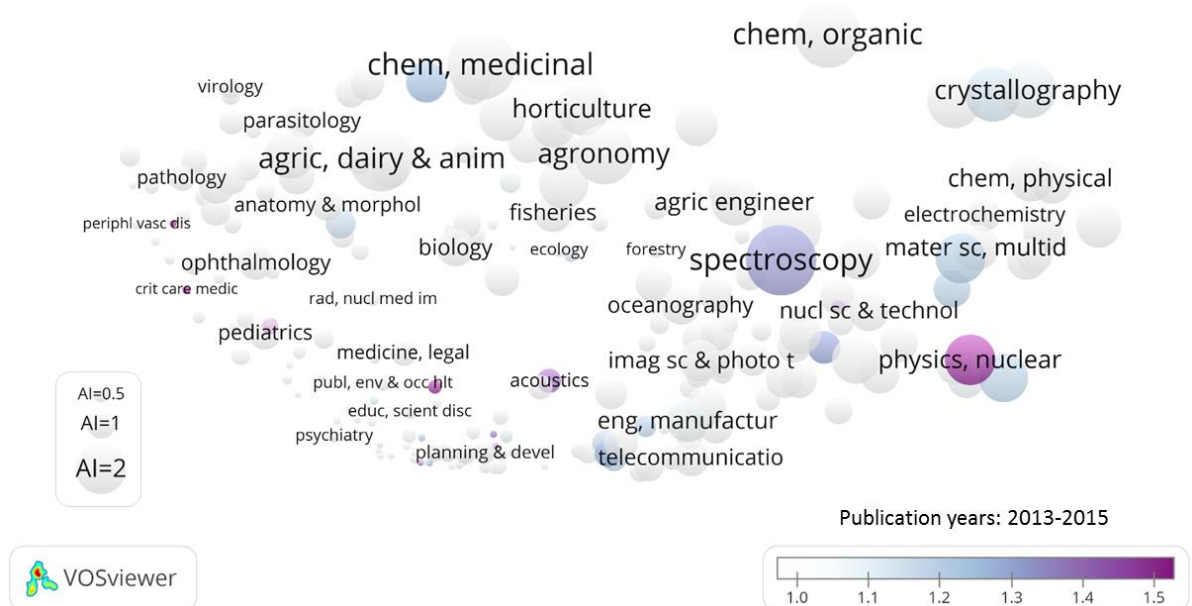 chem, organic
chem, medicinal
virology
crystallography
horticulture
parasitology
agric, dairy & anim
agronomy
pathology
chem, physical
anatomy & morphol
agric engineer
fisheries
electrochemistry
periphl vasc dis
biology
ecology
forestry
mater sc, multid
spectroscopy
ophthalmology
crit care medic
rad, nucl med im
oceanography
nucl sc & technol
pediatrics
medicine, legal
imag sc & photo t
physics, nuclear
publ, env & occ hlt
acoustics
AI=0.5
educ, scient disc
AI=1
eng, manufactur
psychiatry
planning & devel
telecommunicatio
AI=2
Publication years: 2013-2015
VOSviewer
1.0 1.1 1.2 1.3 1.4 1.5